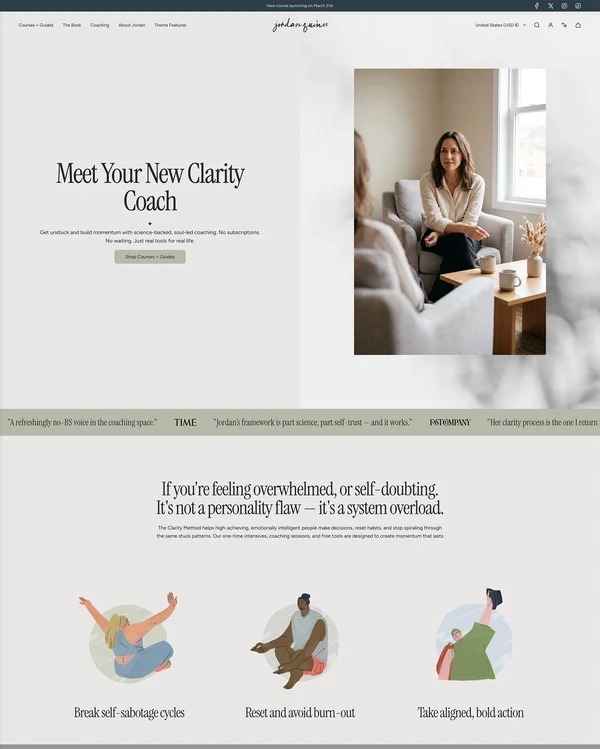 New course launching on March 21st
Courses + Guides
The Book
Coaching
About Jordan
Theme Features
jordan quinn
United States (USD $)
Meet Your New Clarity
Coach
Get unstuck and build momentum with science-backed, soul-led coaching. No subscriptions.
No waiting. Just real tools for real life.
Shop Courses + Guides
"A refreshingly no-BS voice in the coaching space."
TIME
"Jordan's framework is part science, part self-trust — and it works."
FAST COMPANY
"Her clarity process is the one I return
If you're feeling overwhelmed, or self-doubting.
It's not a personality flaw — it's a system overload.
The Clarity Method helps high-achieving, emotionally intelligent people make decisions, reset habits, and stop spiraling through
the same stuck patterns. Our one-time intensives, coaching sessions, and free tools are designed to create momentum that lasts
Break self-sabotage cycles
Reset and avoid burn-out
Take aligned, bold action